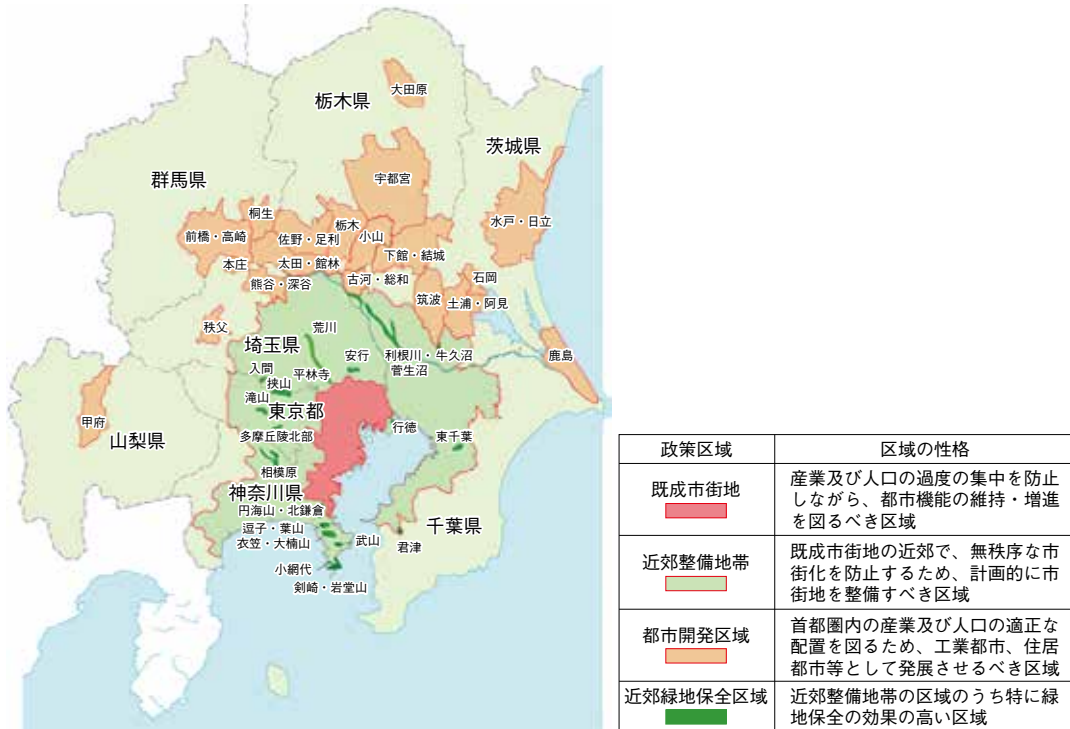 大田原
栃木県
茨城県
宇都宮
群馬県
桐生
栃木
水戸・日立
前橋・高崎
佐野・足利
小山
下館・結城
本庄
太田・館林
石岡
熊谷・深谷
古河・総和
筑波
土浦・阿見
秩父
荒川
埼玉県
安行
利根川・牛久沼
鹿島
入間
平林寺
菅生沼
狭山
滝山
東京都
甲府
行徳
山梨県
多摩丘陵北部
東千葉
相模原
神奈川県
円海山・北鎌倉
千葉県
逗子・葉山
武山
衣笠・大楠山
君津
小網代
剣崎・岩堂山
政策区域
区域の性格
既成市街地
産業及び人口の過度の集中を防止
しながら、都市機能の維持・増進
を図るべき区域
近郊整備地帯
既成市街地の近郊で、無秩序な市
街化を防止するため、計画的に市
街地を整備すべき区域
都市開発区域
首都圏内の産業及び人口の適正な
配置を図るため、工業都市、住居
都市等として発展させるべき区域
近郊緑地保全区域
近郊整備地帯の区域のうち特に緑
地保全の効果の高い区域